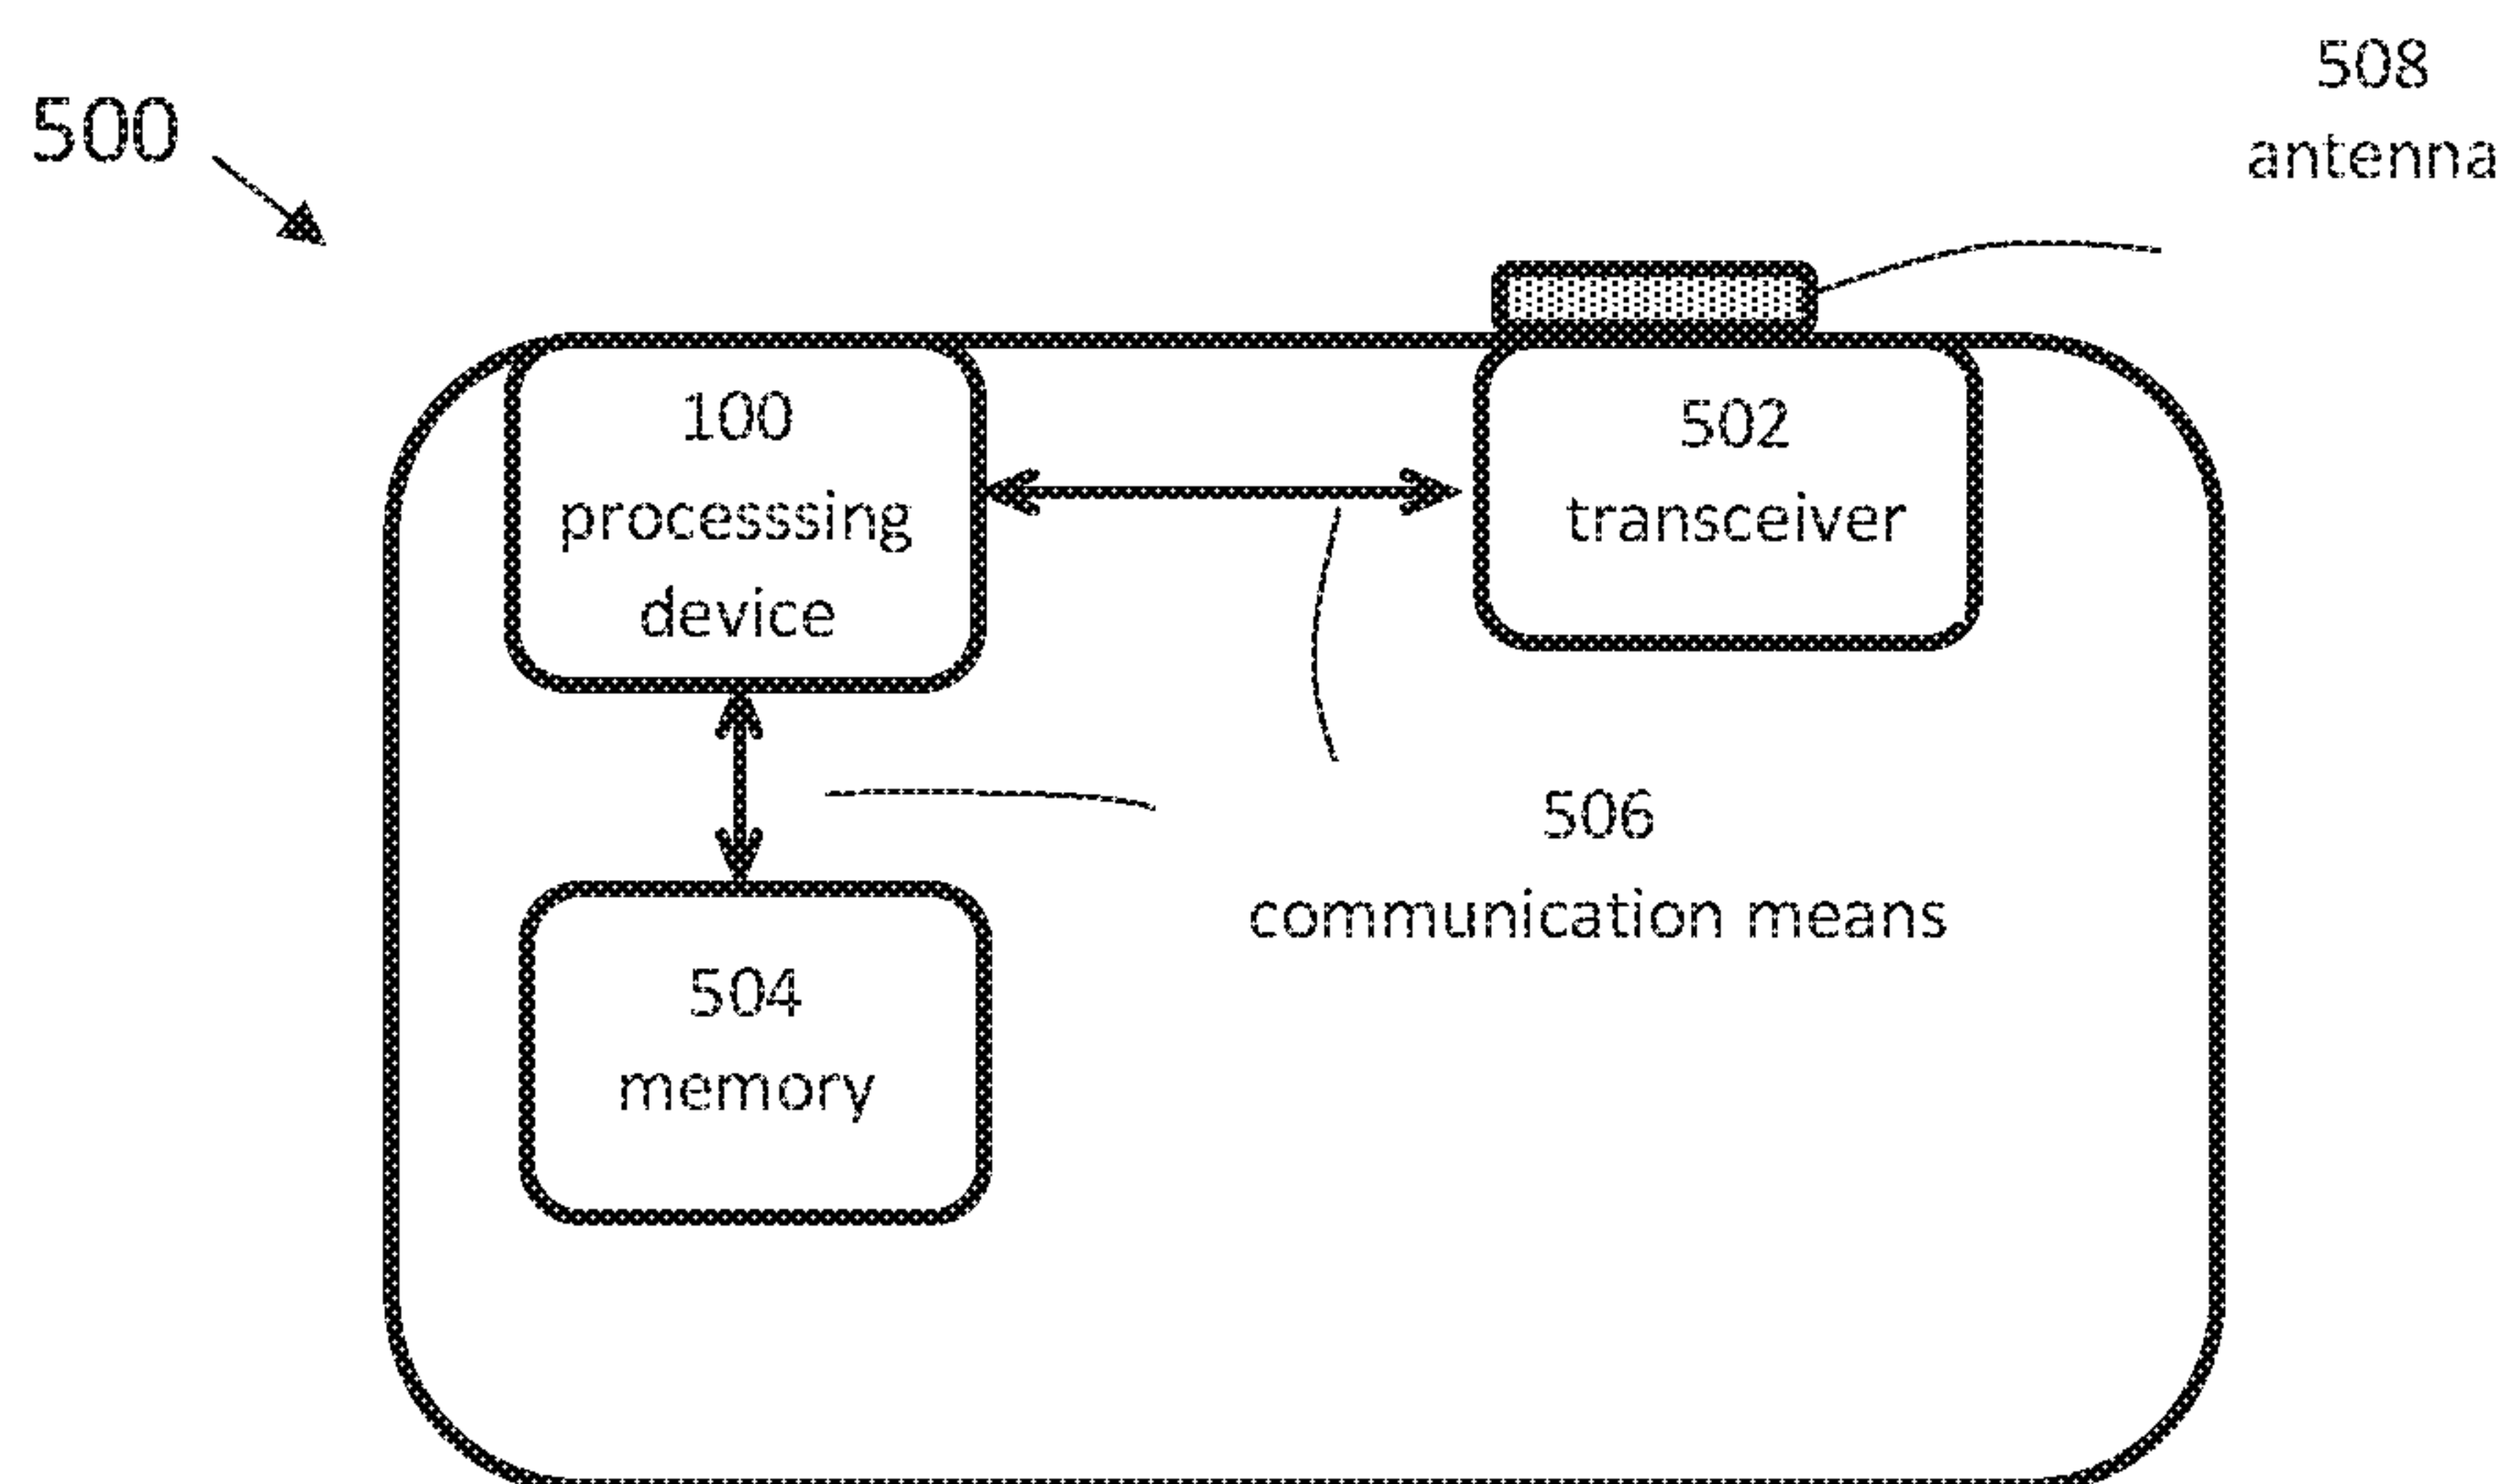 508
antenna
500
100
processsing
device
502
transceiver
506
communication means
504
memory